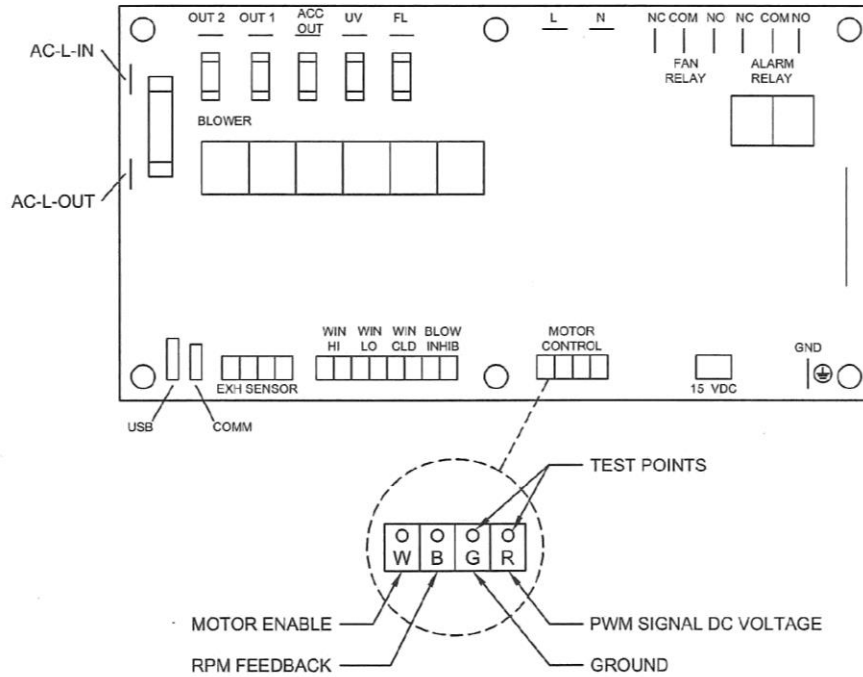 OUT 2 OUT 1 ACC OUT UV FL L N NC COM NO NC COM NO
AC-L-IN
FAN RELAY
ALARM RELAY
BLOWER
AC-L-OUT
WIN HI
WIN LO
WIN CLD
BLOW INHIB
MOTOR CONTROL
GND
EXH SENSOR
15 VDC
USB
COMM
TEST POINTS
W B G R
MOTOR ENABLE
PWM SIGNAL DC VOLTAGE
RPM FEEDBACK
GROUND